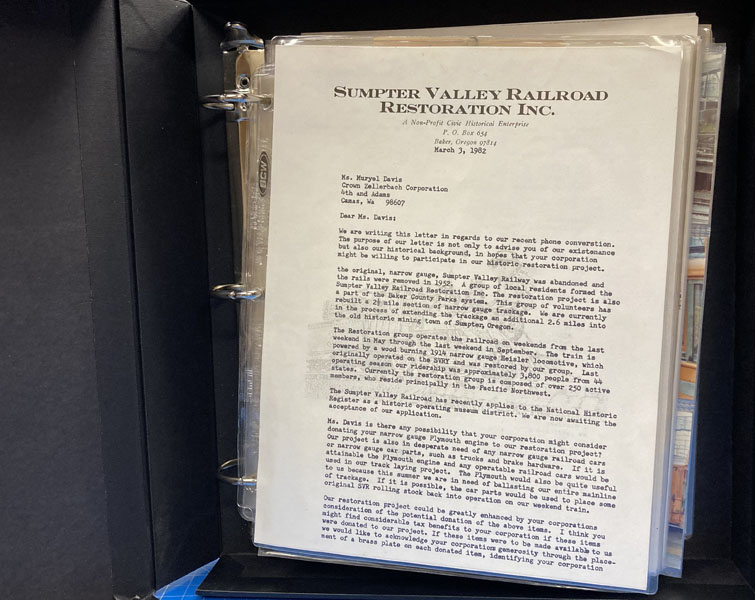 SUMPTER VALLEY RAILROAD
RESTORATION INC.
A Non-Profit Civic Historical Enterprise
P. O. Box 654
Baker, Oregon 97814
March 3, 1982
Ms. Muryel Davis
Crown Zellerbach Corporation
4th and Adams
Camas, Wa 98607
Dear Ms. Davis:
We are writing this letter in regards to our recent phone converstion.
The purpose of our letter is not only to advise you of our existenance
but also our historical background, in hopes that your corporation
might be willing to participate in our historic restoration project.
the original, narrow gauge, Sumpter Valley Railway was abandoned and
the rails were removed in 1952. A group of local residents formed the
Sumpter Valley Railroad Restoration Inc. The restoration project is also
a part of the Baker County Parks system. This group of volunteers has
rebuilt a 2½ mile section of narrow gauge trackage. We are currently
in the process of extending the trackage an additional 2.6 miles into
the old historic mining town of Sumpter, Oregon.
The Restoration group operates the railroad on weekends from the last
weekend in May through the last weekend in September. The train is
powered by a wood burning 1914 narrow gauge Heisler locomotive, which
originally operated on the SVRY and was restored by our group. Last
operating season our ridership was approximately 3,800 people from 44
states. Currently the restoration group is composed of over 250 active
members, who reside principally in the Pacific Northwest.
The Sumpter Valley Railroad has recently applied to the National Historic
Register as a historic operating museum district. We are now awaiting the
acceptance of our application.
Ms. Davis is there any possibility that your corporation might consider
donating your narrow gauge Plymouth engine to our restoration project?
Our project is also in desperate need of any narrow gauge railroad cars
or narrow gauge car parts, such as trucks and brake hardware. If it is
attainable the Plymouth engine and any operatable railroad cars would be
used in our track laying project. The Plymouth would also be quite useful
to us because this summer we are in need of ballasting our entire mainline
of trackage. If it is possible, the car parts would be used to place some
original SVR rolling stock back into operation on our weekend train.
Our restoration project could be greatly enhanced by your corporations
consideration of the potential donation of the above items. I think you
might find considerable tax benefits to your corporation if these items
were donated to our project. If these items were to be made available to us
we would like to acknowledge your corporations generosity through the place-
ment of a brass plate on each donated item, identifying your corporation
BCW